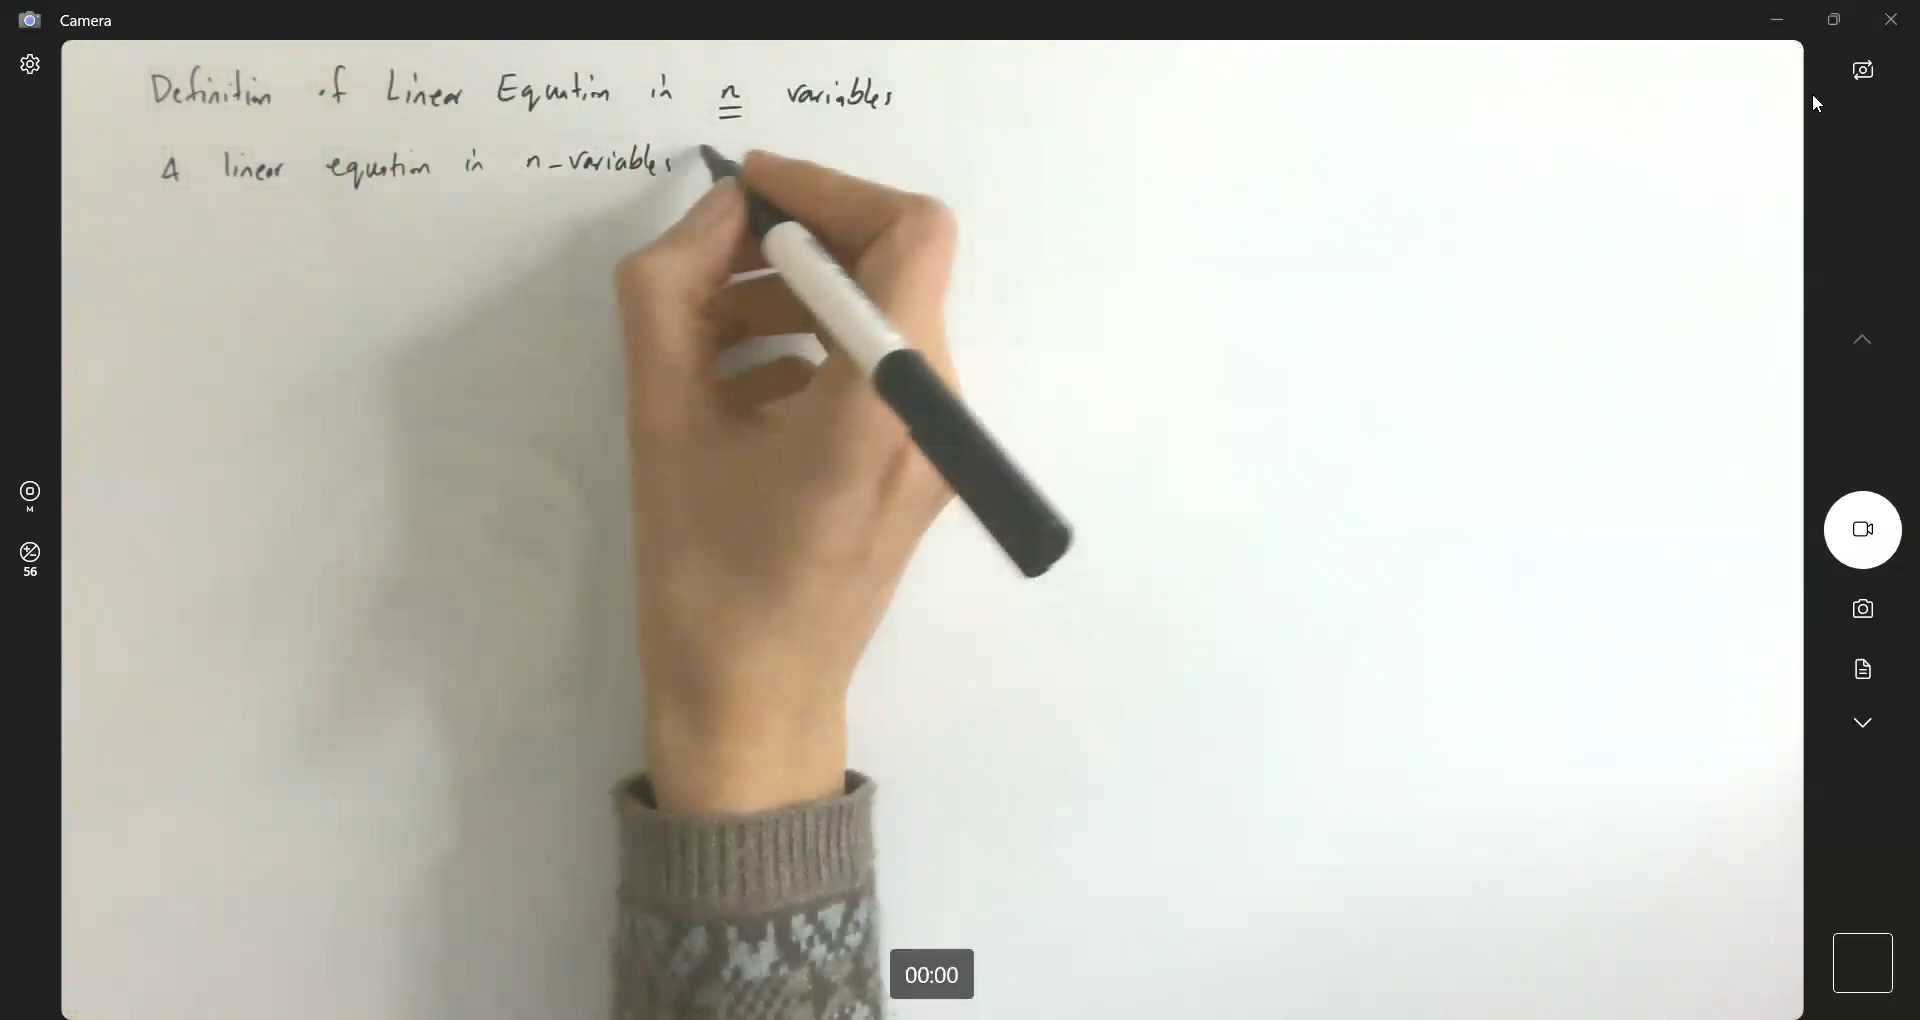 Camera
Definition of Linear Equation in n variables
A linear equation in n-variables
M
56
00:00